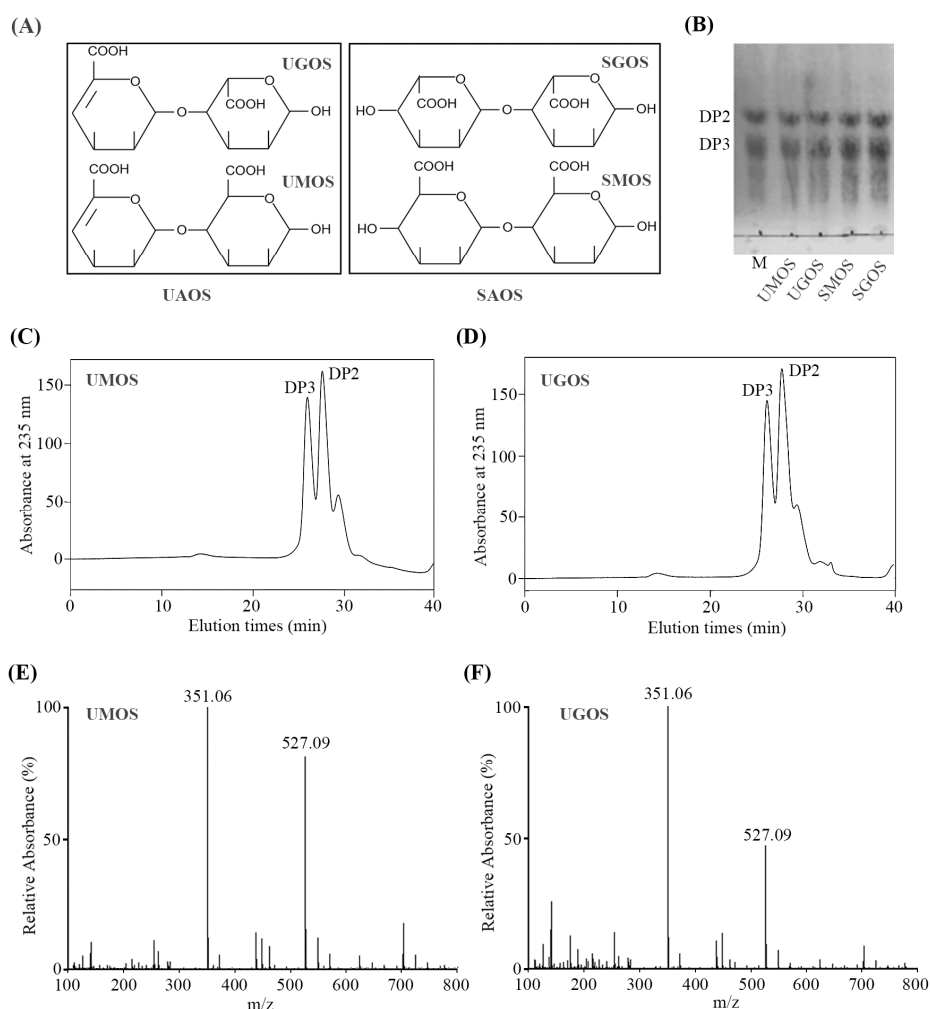 (A)
COOH
O
UGOS
O
O
COOH
OH
COOH
UMOS
COOH
O
O
O
OH
UAOS
SGOS
O
O
HO
COOH
O
COOH
OH
SMOS
COOH
COOH
O
O
HO
O
OH
SAOS
(B)
DP2
DP3
M
UMOS
UGOS
SMOS
SGOS
(C)
UMOS
DP3
DP2
150
100
50
0
Absorbance at 235 nm
0 10 20 30 40
Elution times (min)
(D)
UGOS
DP3
DP2
150
100
50
0
Absorbance at 235 nm
0 10 20 30 40
Elution times (min)
(E)
UMOS
351.06
527.09
100
50
0
Relative Absorbance (%)
100 200 300 400 500 600 700 800
m/z
(F)
UGOS
351.06
527.09
100
50
0
Relative Absorbance (%)
100 200 300 400 500 600 700 800
m/z